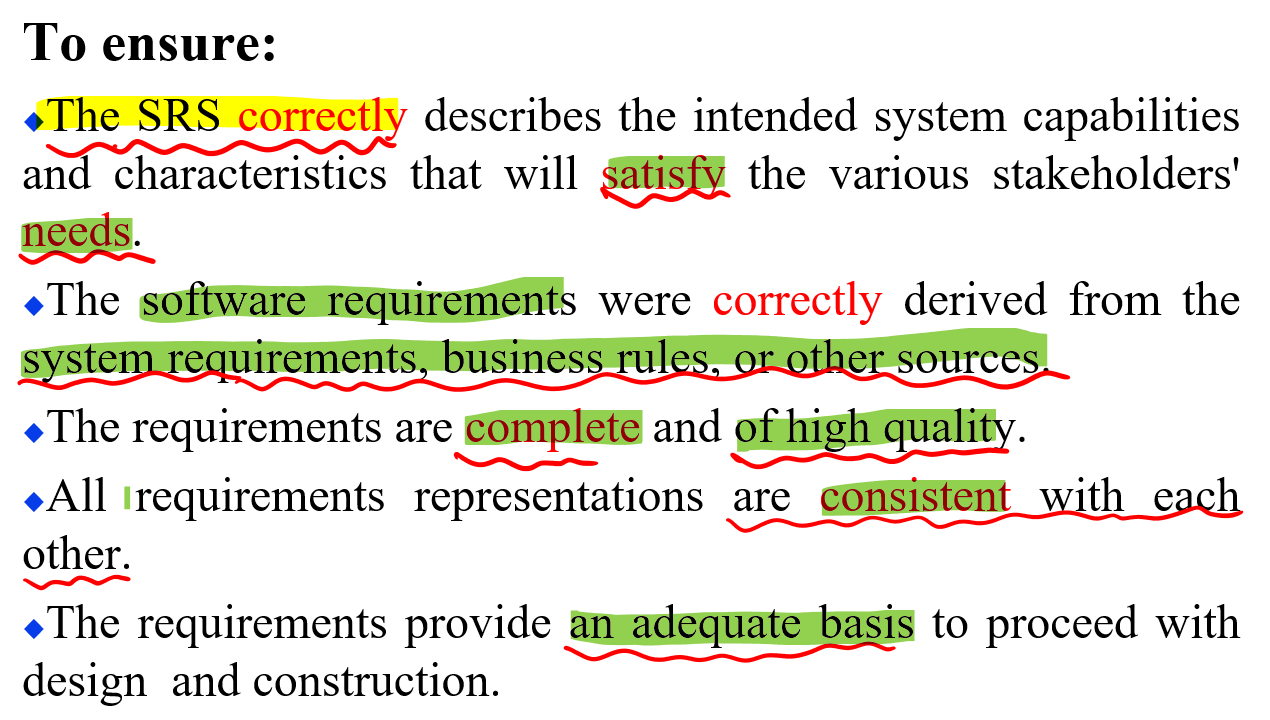 To ensure:
◆The SRS correctly describes the intended system capabilities
and characteristics that will satisfy the various stakeholders'
needs.
◆The software requirements were correctly derived from the
system requirements, business rules, or other sources.
◆The requirements are complete and of high quality.
◆All requirements representations are consistent with each
other.
◆The requirements provide an adequate basis to proceed with
design and construction.